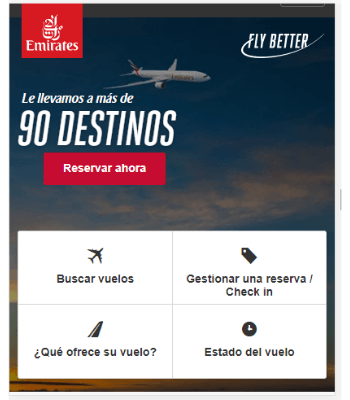 Emirates
FLY BETTER
Le llevamos a más de
90 DESTINOS
Reservar ahora
Buscar vuelos
Gestionar una reserva /
Check in
¿Qué ofrece su vuelo?
Estado del vuelo